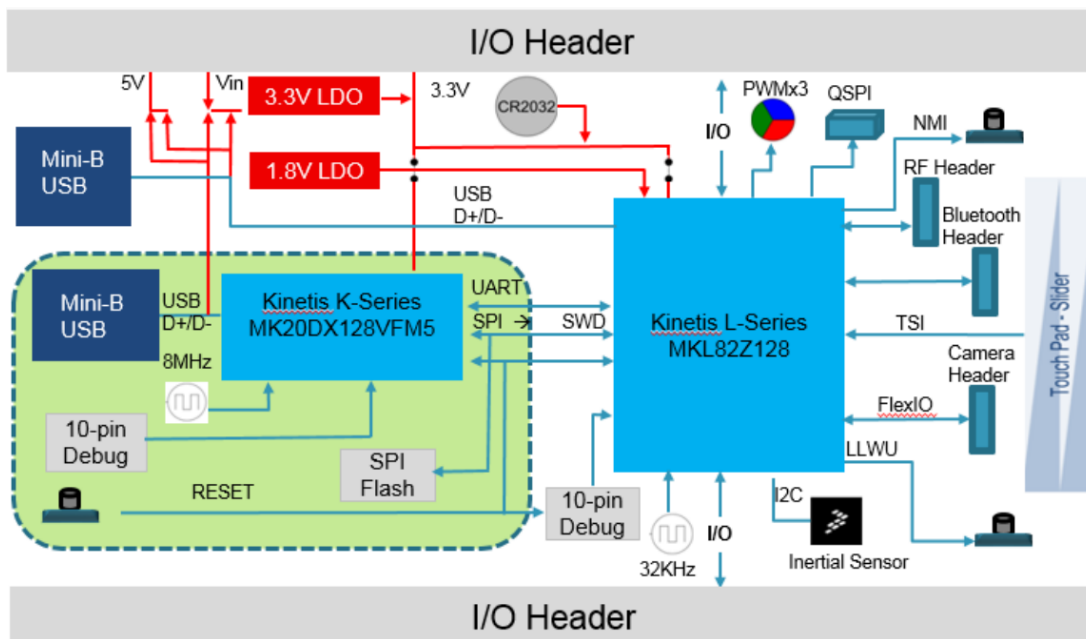 I/O Header
5V
Vin
3.3V LDO
3.3V
CR2032
I/O
PWMx3
QSPI
NMI
Mini-B
USB
1.8V LDO
RF Header
USB
D+/D-
Bluetooth
Header
Mini-B
USB
USB
D+/D-
Kinetis K-Series
MK20DX128VFM5
UART
SPI
SWD
Kinetis L-Series
MKL82Z128
TSI
Touch Pad - Slider
8MHz
Camera
Header
FlexIO
10-pin
Debug
SPI
Flash
LLWU
RESET
10-pin
Debug
32KHz
I/O
I2C
Inertial Sensor
I/O Header